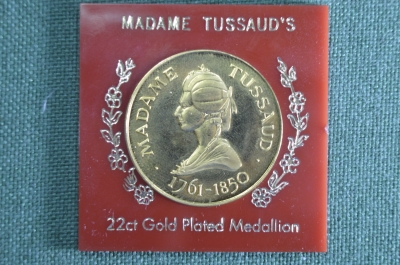 MADAME TUSSAUD'S
MADAME TUSSAUD
· 1761-1850 ·
22ct Gold Plated Medallion